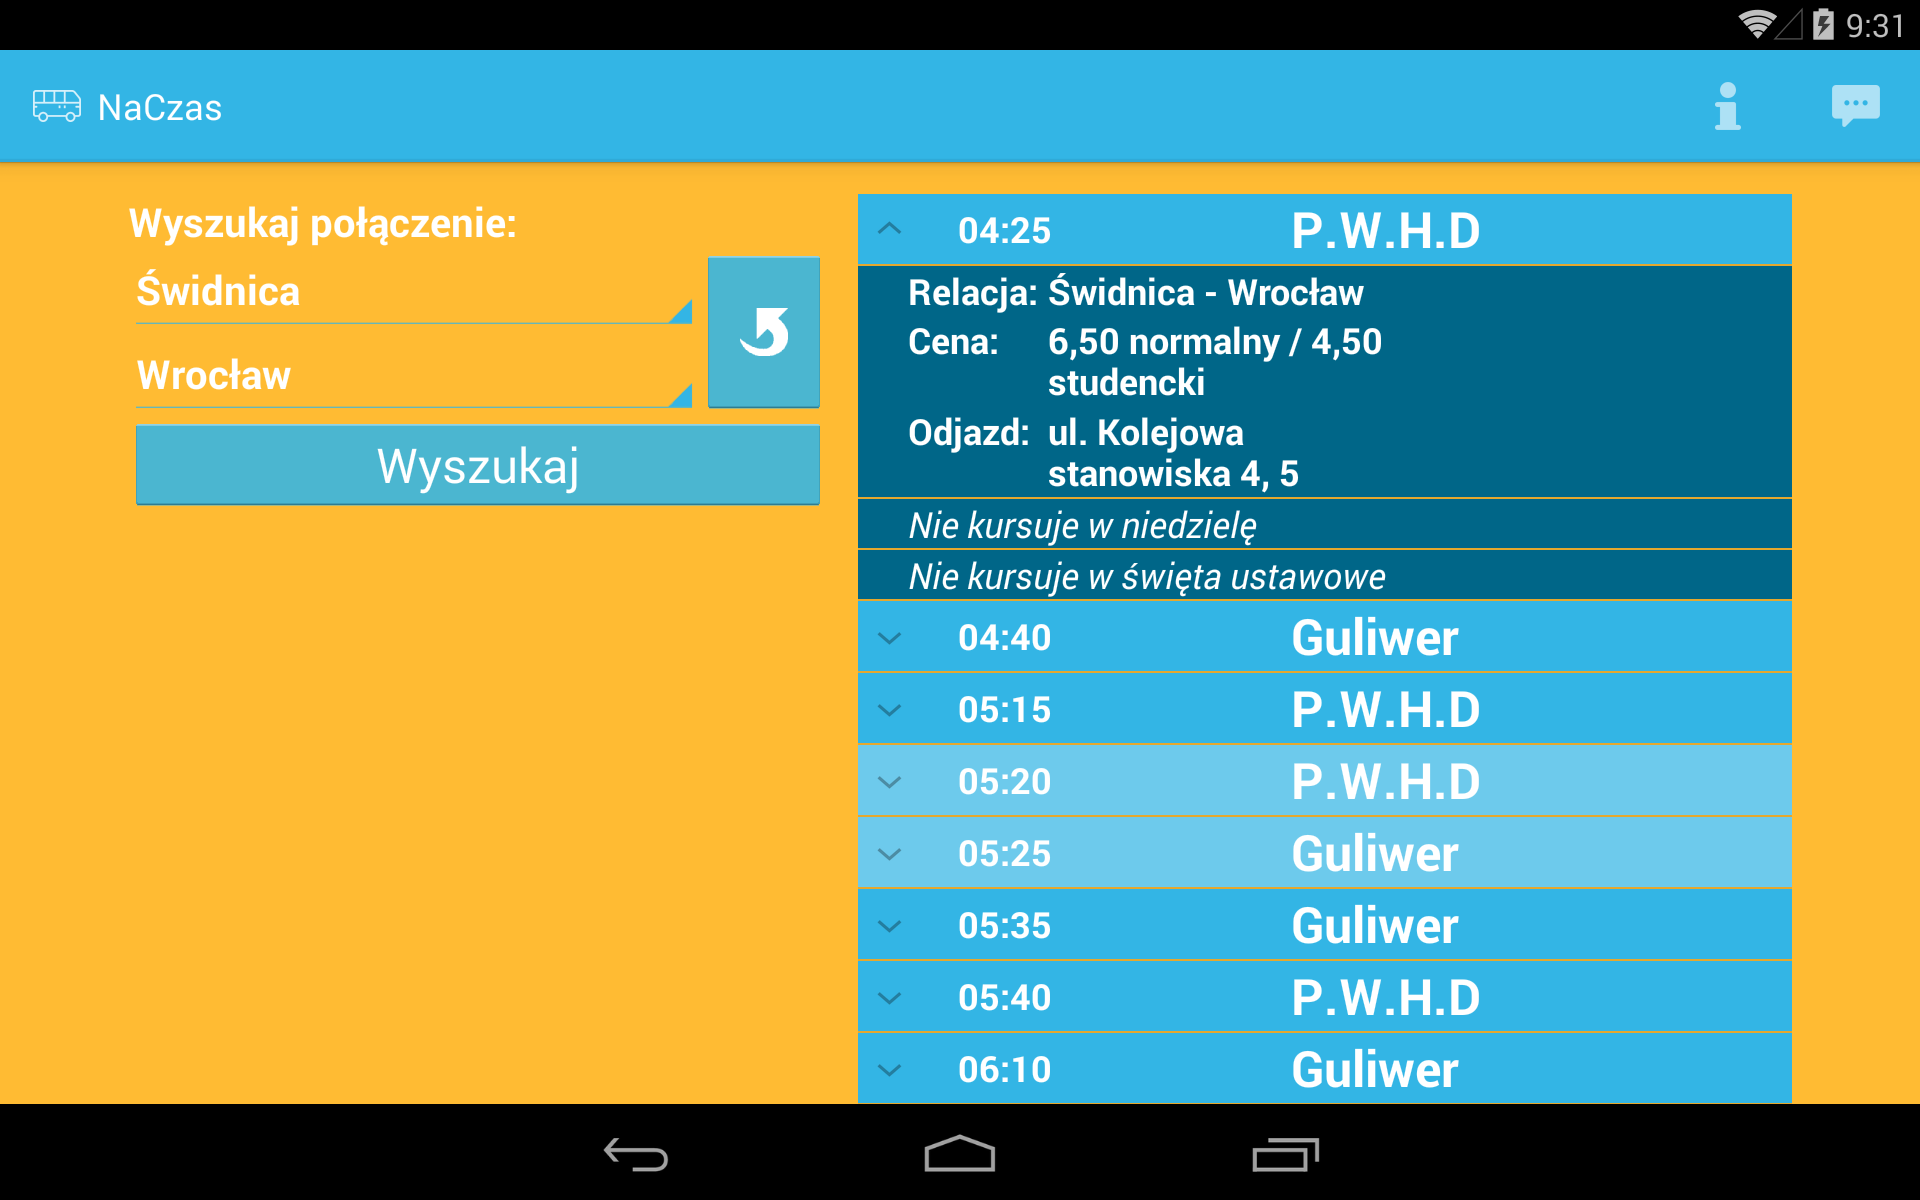 9:31
NaCzas
Wyszukaj połączenie:
Świdnica
Wrocław
Wyszukaj
04:25 P.W.H.D
Relacja: Świdnica - Wrocław
Cena: 6,50 normalny / 4,50
studencki
Odjazd: ul. Kolejowa
stanowiska 4, 5
Nie kursuje w niedzielę
Nie kursuje w święta ustawowe
04:40 Guliwer
05:15 P.W.H.D
05:20 P.W.H.D
05:25 Guliwer
05:35 Guliwer
05:40 P.W.H.D
06:10 Guliwer